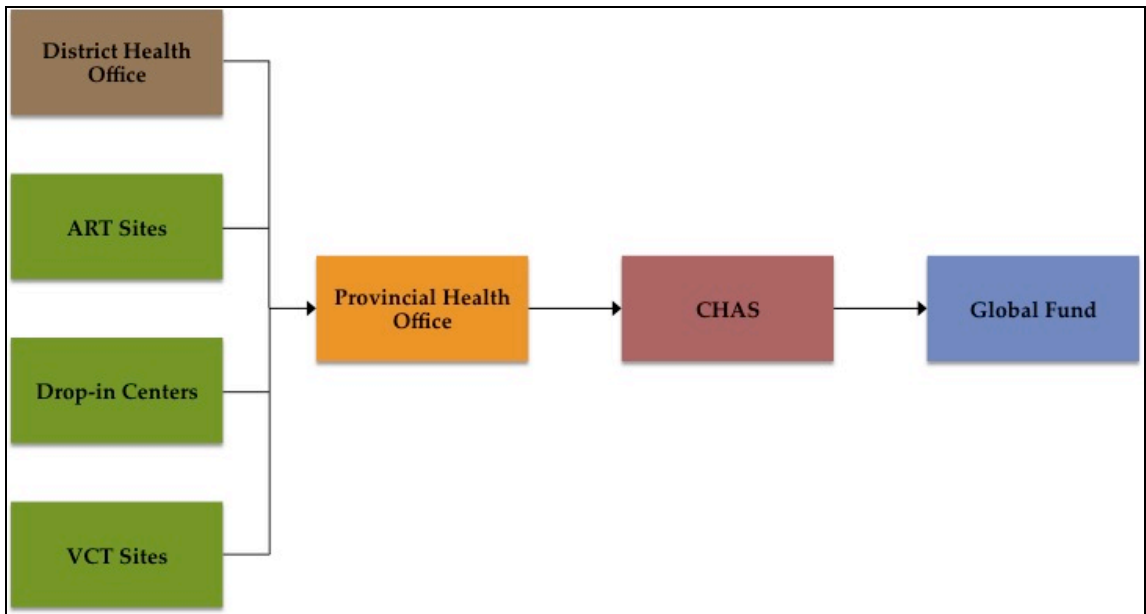 District Health
Office
ART Sites
Drop-in Centers
VCT Sites
Provincial Health
Office
CHAS
Global Fund